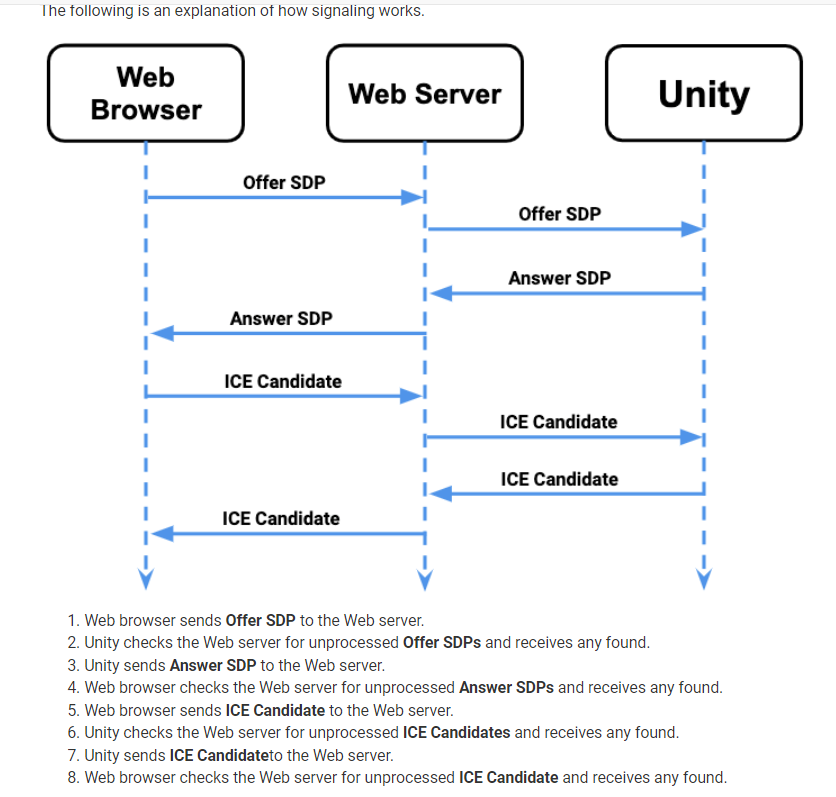 The following is an explanation of how signaling works.
Web
Browser
Web Server
Unity
Offer SDP
Offer SDP
Answer SDP
Answer SDP
ICE Candidate
ICE Candidate
ICE Candidate
ICE Candidate
1. Web browser sends Offer SDP to the Web server.
2. Unity checks the Web server for unprocessed Offer SDPs and receives any found.
3. Unity sends Answer SDP to the Web server.
4. Web browser checks the Web server for unprocessed Answer SDPs and receives any found.
5. Web browser sends ICE Candidate to the Web server.
6. Unity checks the Web server for unprocessed ICE Candidates and receives any found.
7. Unity sends ICE Candidateto the Web server.
8. Web browser checks the Web server for unprocessed ICE Candidate and receives any found.